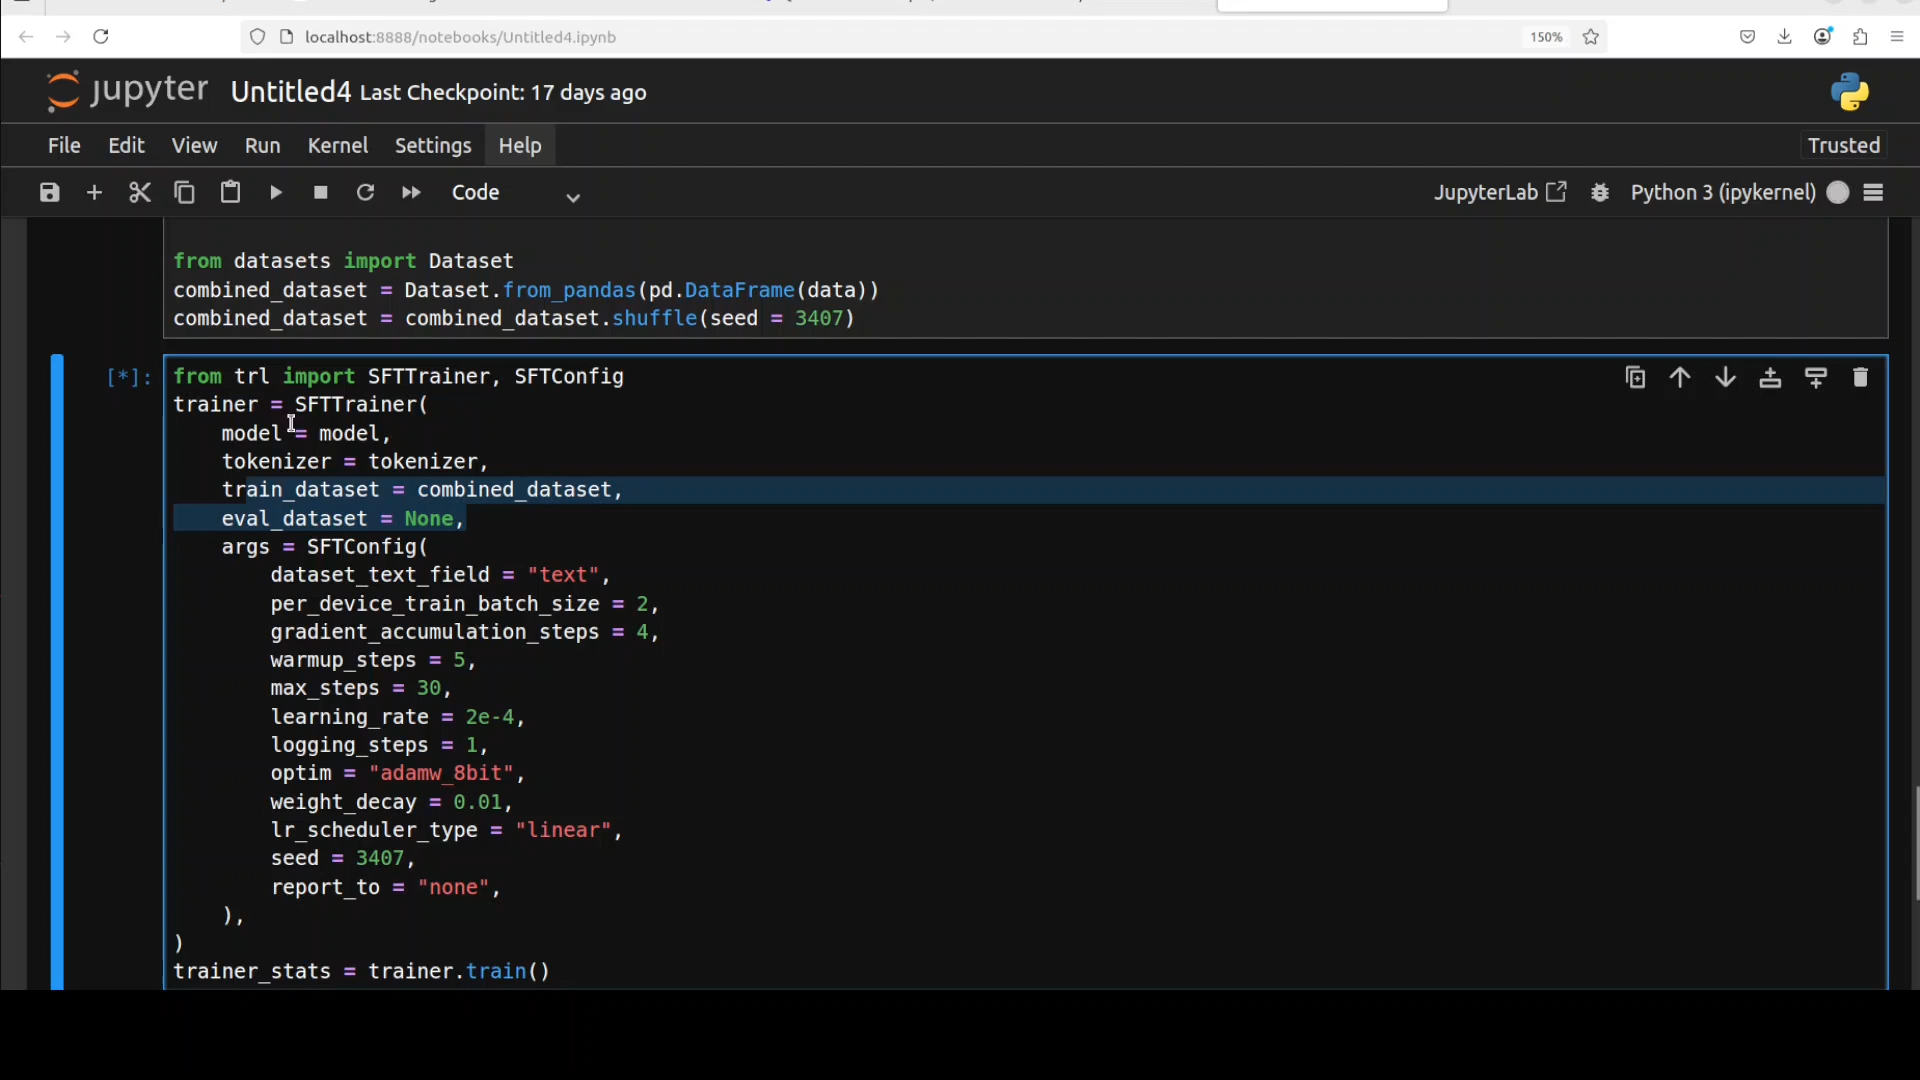 localhost:8888/notebooks/Untitled4.ipynb
150%
jupyter Untitled4 Last Checkpoint: 17 days ago
File Edit View Run Kernel Settings Help
Trusted
Code
JupyterLab
Python 3 (ipykernel)
from datasets import Dataset
combined_dataset = Dataset.from_pandas(pd.DataFrame(data))
combined_dataset = combined_dataset.shuffle(seed = 3407)
[*]:
from trl import SFTTrainer, SFTConfig
trainer = SFTTrainer(
    model = model,
    tokenizer = tokenizer,
    train_dataset = combined_dataset,
    eval_dataset = None,
    args = SFTConfig(
        dataset_text_field = "text",
        per_device_train_batch_size = 2,
        gradient_accumulation_steps = 4,
        warmup_steps = 5,
        max_steps = 30,
        learning_rate = 2e-4,
        logging_steps = 1,
        optim = "adamw_8bit",
        weight_decay = 0.01,
        lr_scheduler_type = "linear",
        seed = 3407,
        report_to = "none",
    ),
)
trainer_stats = trainer.train()